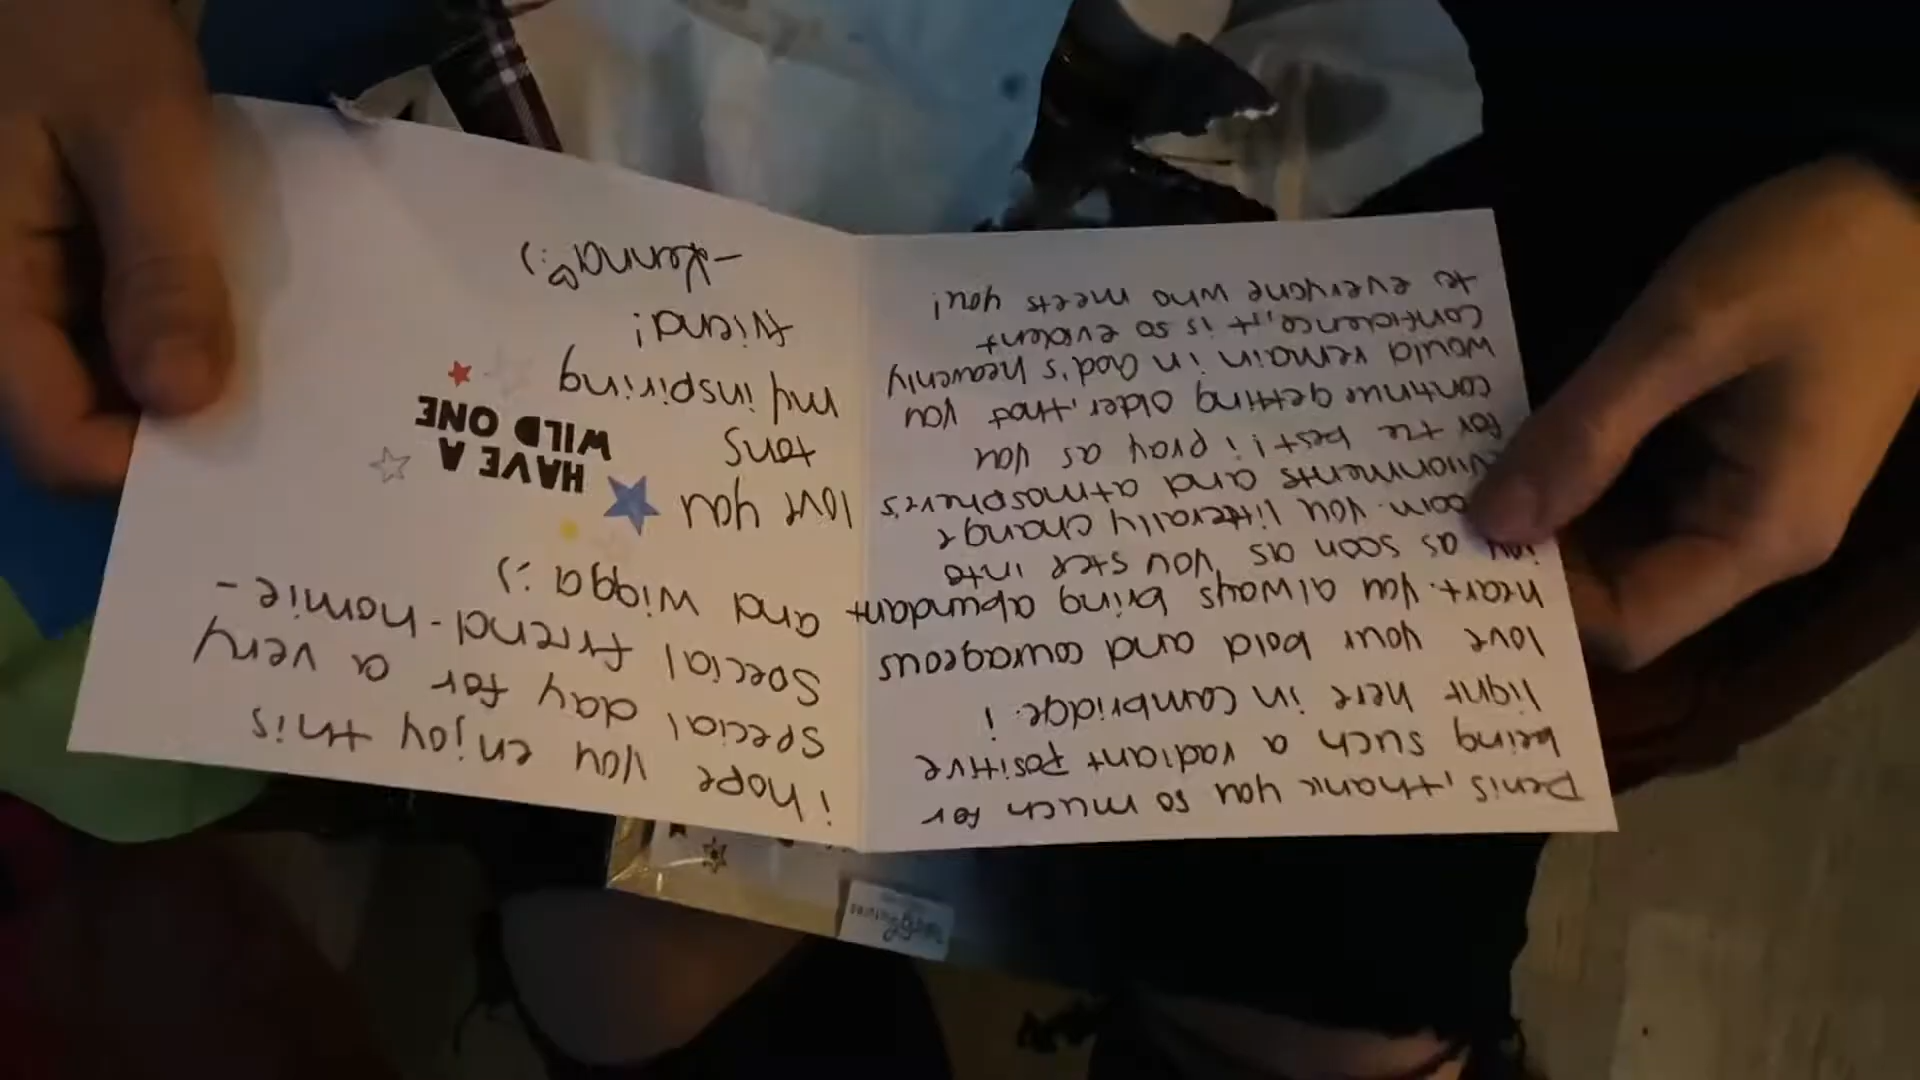 Denis, thank you so much for
being such a radiant positive
light here in Cambridge. i
love your bold and courageous
heart. you always bring abundant
joy as soon as you step into
room. you litterally change
environments and atmospheres
for the best! i pray as you
continue getting older, that you
would remain in God's heavenly
confidence, it is so evident
to everyone who meets you!
i hope you enjoy this
special day for a very
special friend-homie-
and wigga :)
love you
tons
my inspiring
friend!
-Kenna :)
HAVE A
WILD ONE